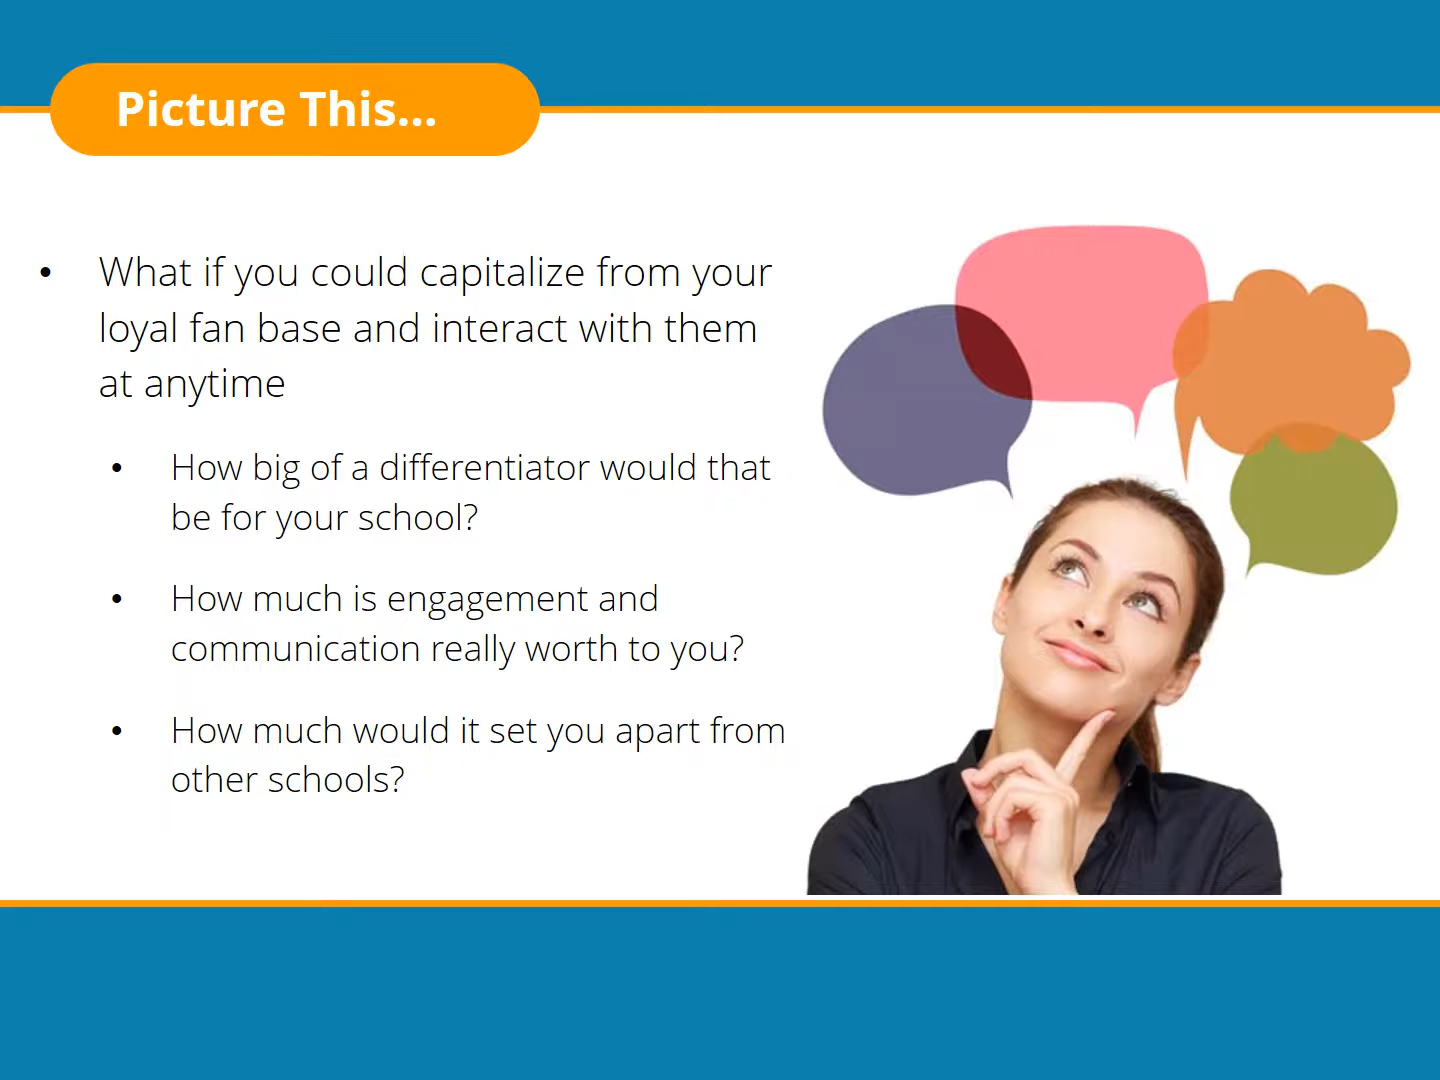 Picture This...
• What if you could capitalize from your
loyal fan base and interact with them
at anytime
• How big of a differentiator would that
be for your school?
• How much is engagement and
communication really worth to you?
• How much would it set you apart from
other schools?